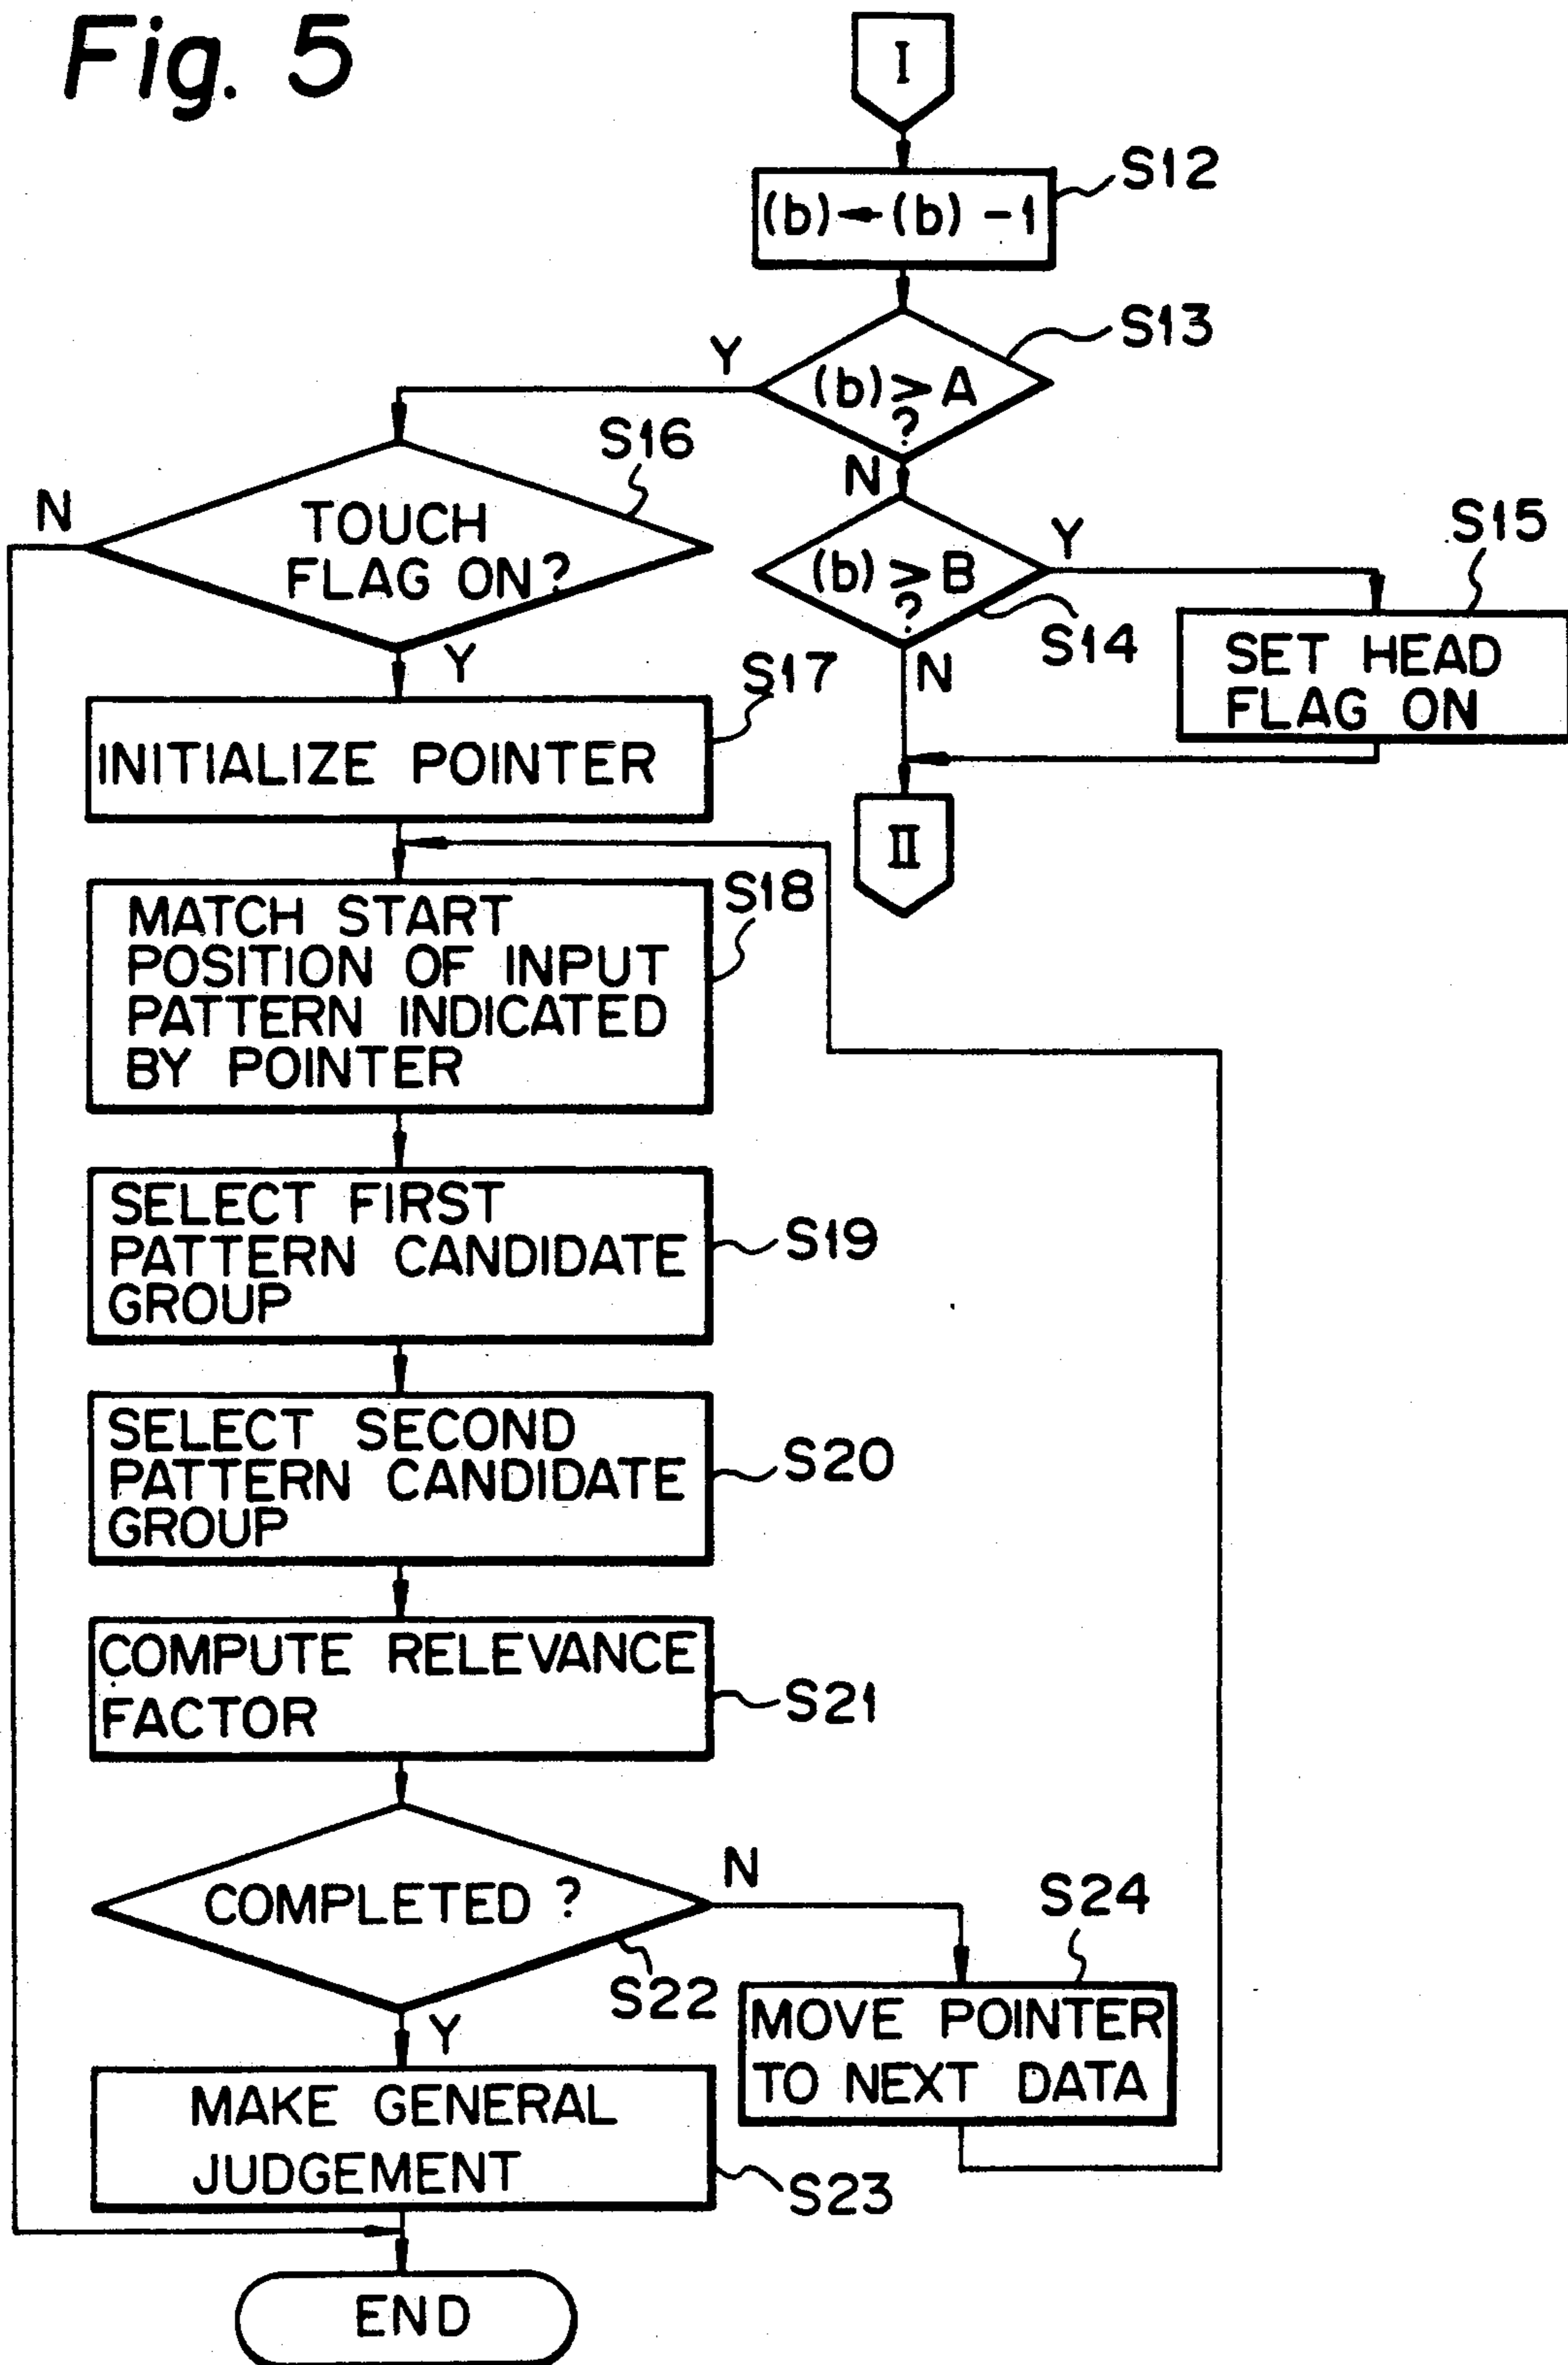 Fig. 5
I
S12
(b)←(b) -1
S13
Y
(b) > A
?
N
S16
TOUCH
FLAG ON?
N
Y
(b) > B
?
Y
S14
N
S15
SET HEAD
FLAG ON
II
S17
INITIALIZE POINTER
S18
MATCH START
POSITION OF INPUT
PATTERN INDICATED
BY POINTER
SELECT FIRST
PATTERN CANDIDATE
GROUP
S19
SELECT SECOND
PATTERN CANDIDATE
GROUP
S20
COMPUTE RELEVANCE
FACTOR
S21
COMPLETED ?
N
S22
Y
S24
MOVE POINTER
TO NEXT DATA
MAKE GENERAL
JUDGEMENT
S23
END